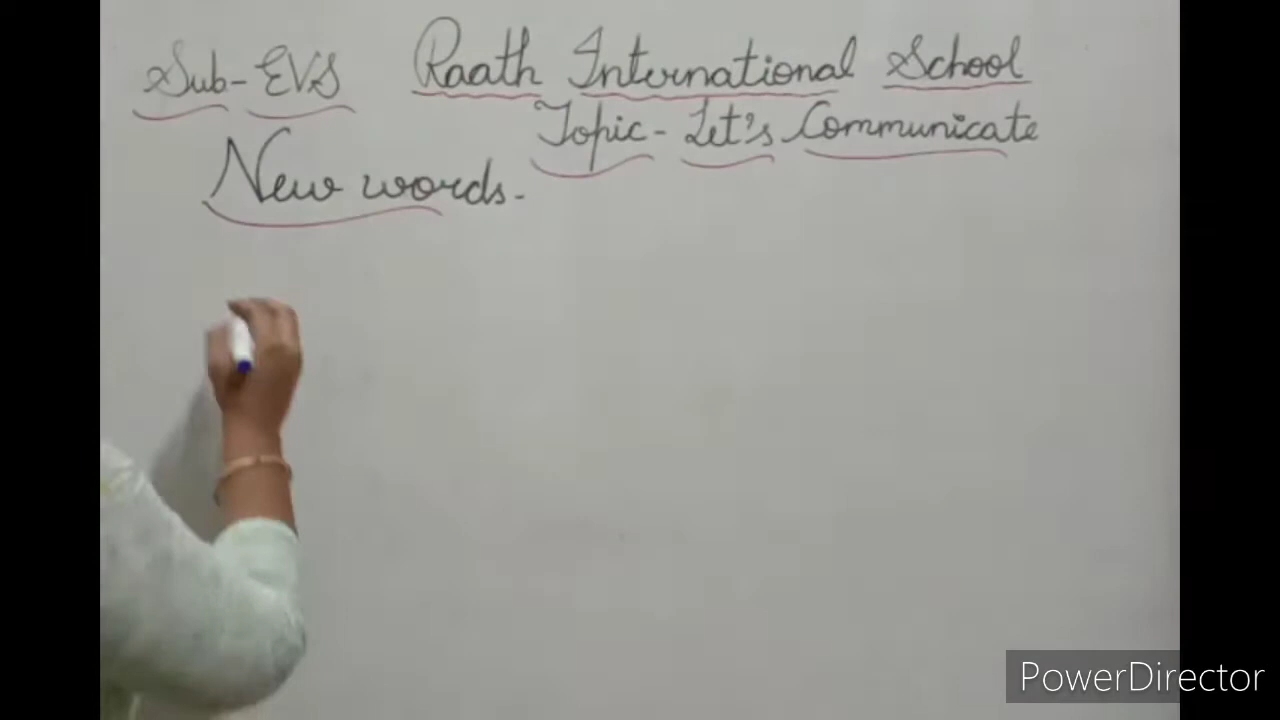 Sub- EVS Raath International School
Topic- Let's Communicate
New words-
PowerDirector